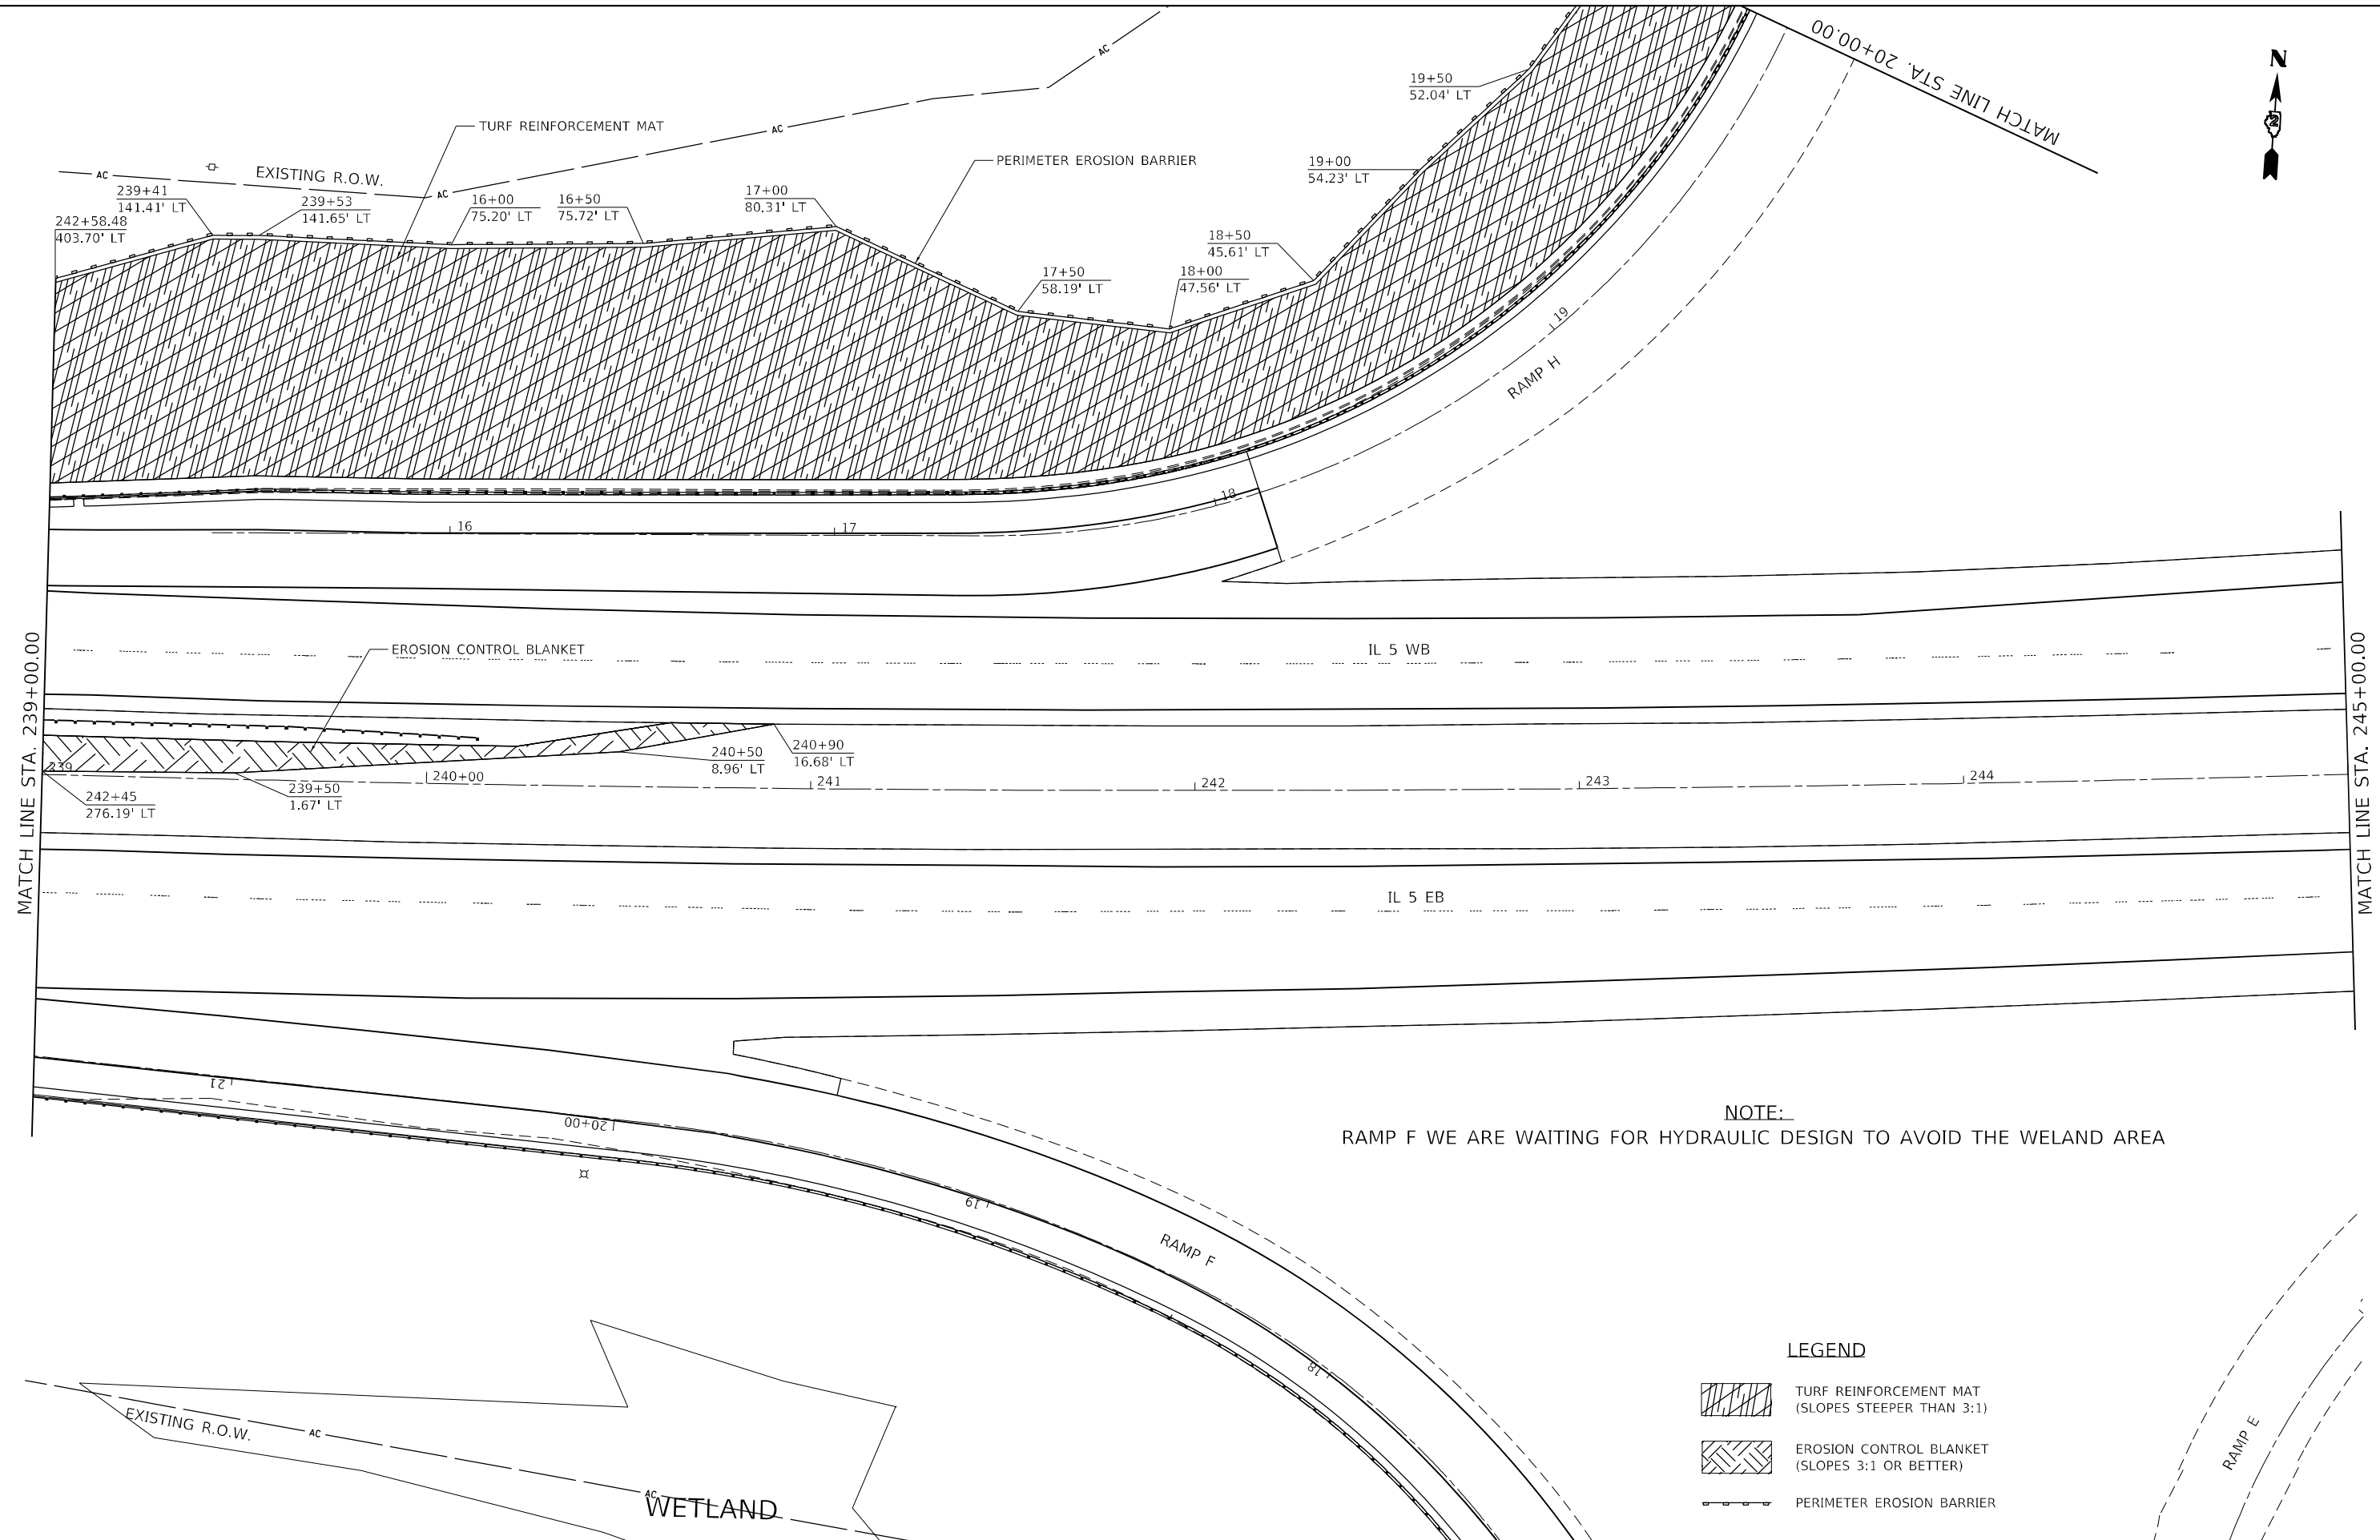 MATCH LINE STA. 20+00.00
N
2
19+50
52.04' LT
TURF REINFORCEMENT MAT
AC
AC
PERIMETER EROSION BARRIER
19+00
54.23' LT
AC
EXISTING R.O.W.
AC
239+41
141.41' LT
239+53
141.65' LT
16+00
75.20' LT
16+50
75.72' LT
17+00
80.31' LT
242+58.48
403.70' LT
18+50
45.61' LT
17+50
58.19' LT
18+00
47.56' LT
19
RAMP H
18
16
17
IL 5 WB
EROSION CONTROL BLANKET
MATCH LINE STA. 239+00.00
MATCH LINE STA. 245+00.00
240+50
8.96' LT
240+90
16.68' LT
239
240+00
241
242
243
244
242+45
276.19' LT
239+50
1.67' LT
IL 5 EB
21
20+00
19
RAMP F
18
NOTE:
RAMP F WE ARE WAITING FOR HYDRAULIC DESIGN TO AVOID THE WELAND AREA
LEGEND
TURF REINFORCEMENT MAT
(SLOPES STEEPER THAN 3:1)
EROSION CONTROL BLANKET
(SLOPES 3:1 OR BETTER)
PERIMETER EROSION BARRIER
RAMP E
EXISTING R.O.W.
AC
AC
WETLAND